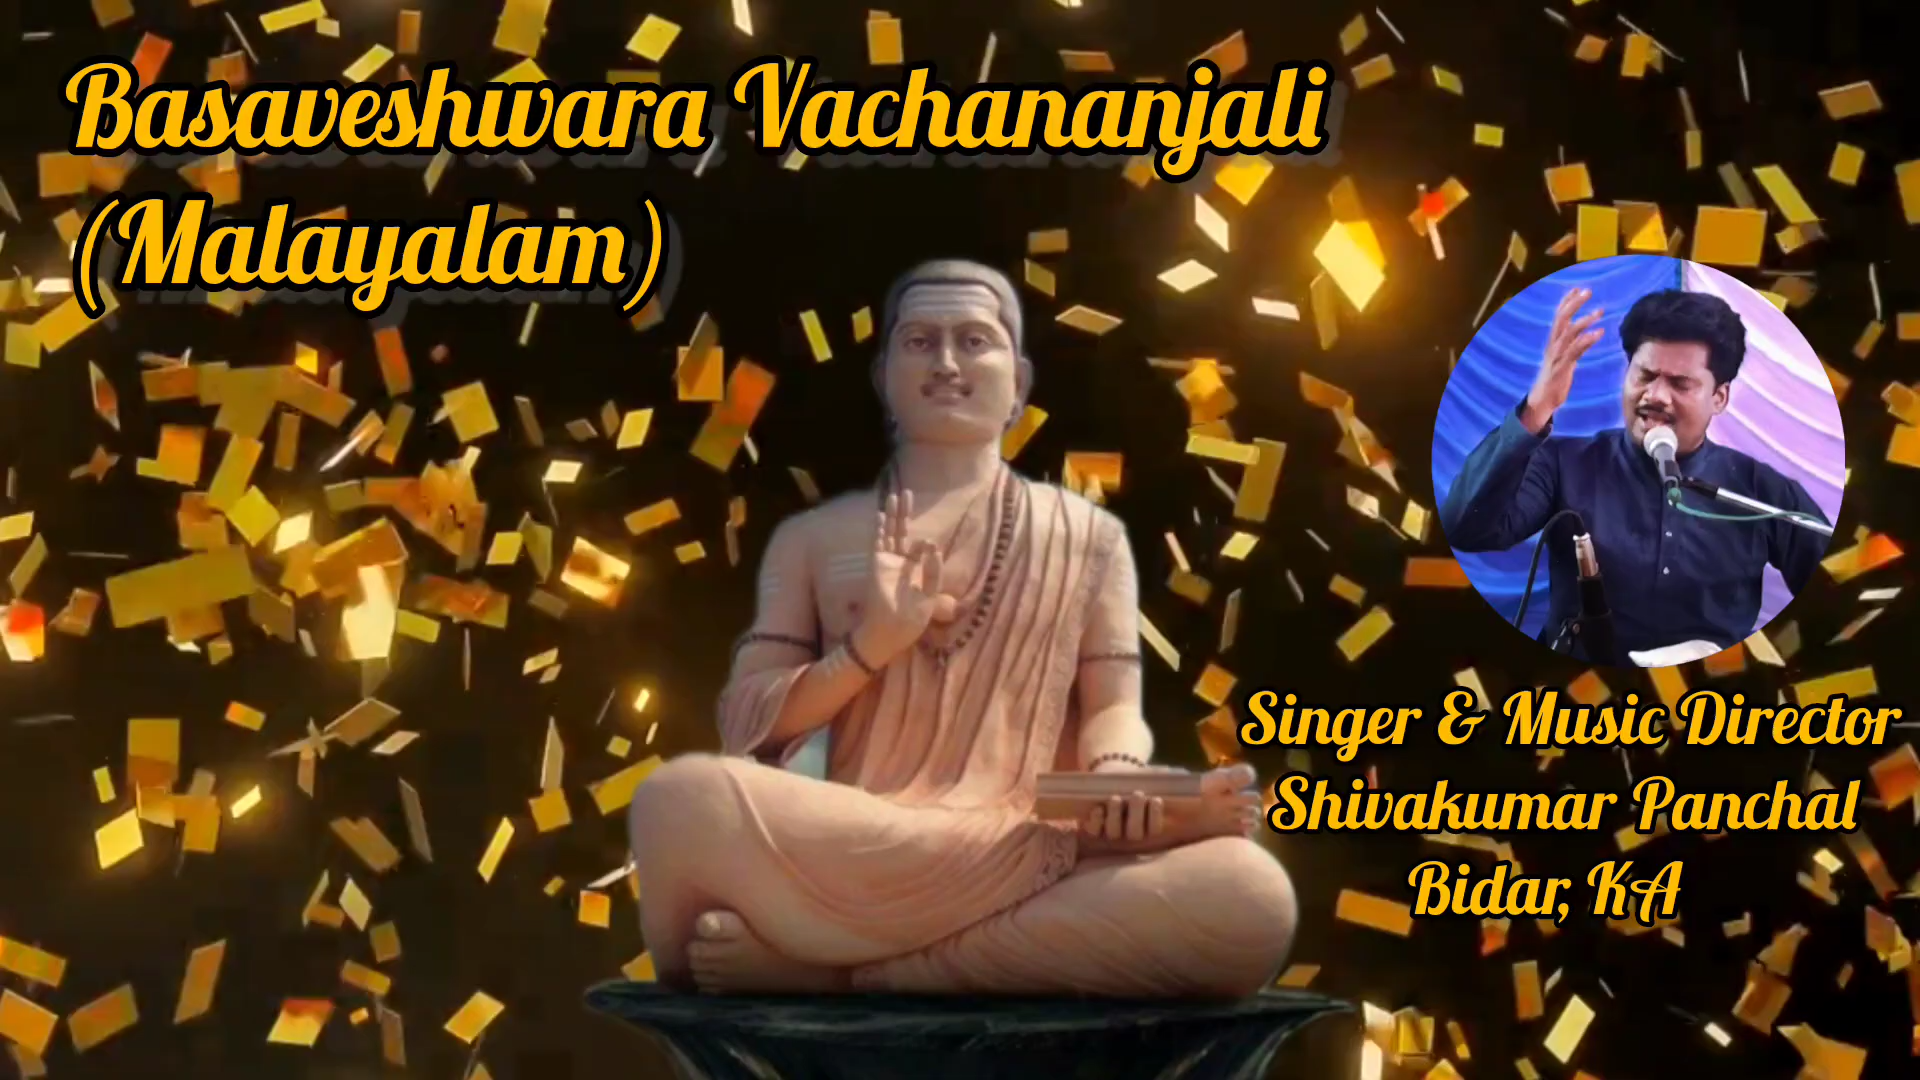 Basaveshwara Vachananjali
(Malayalam)
Singer & Music Director
Shivakumar Panchal
Bidar, KA